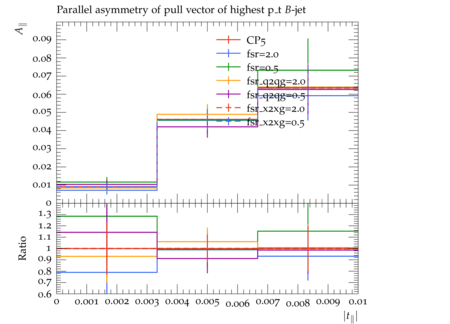 Parallel asymmetry of pull vector of highest p_t B-jet
A∥
0.09
0.08
0.07
0.06
0.05
0.04
0.03
0.02
0.01
0
CP5
fsr=2.0
fsr=0.5
fsr_q2qg=2.0
fsr_q2qg=0.5
fsr_x2xg=2.0
fsr_x2xg=0.5
Ratio
1.3
1.2
1.1
1
0.9
0.8
0.7
0.6
0 0.001 0.002 0.003 0.004 0.005 0.006 0.007 0.008 0.009 0.01
|t∥|